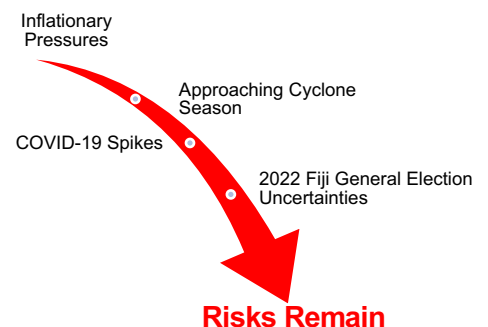 Inflationary
Pressures
Approaching Cyclone
Season
COVID-19 Spikes
2022 Fiji General Election
Uncertainties
Risks Remain